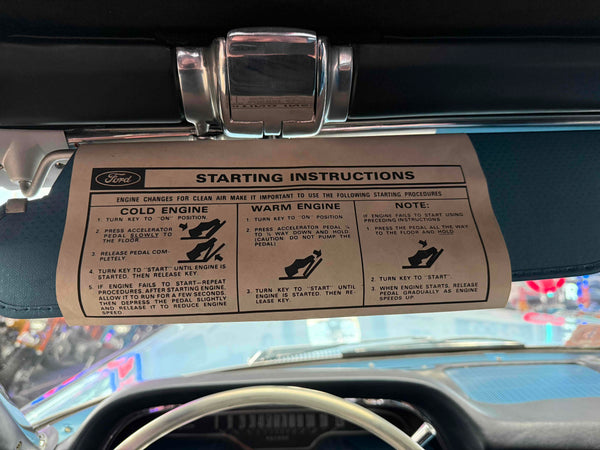 Ford STARTING INSTRUCTIONS
ENGINE CHANGES FOR CLEAN AIR MAKE IT IMPORTANT TO USE THE FOLLOWING STARTING PROCEDURES
COLD ENGINE
1. TURN KEY TO "ON" POSITION
2. PRESS ACCELERATOR
PEDAL SLOWLY TO
THE FLOOR
3. RELEASE PEDAL COM-
PLETELY.
4. TURN KEY TO "START" UNTIL ENGINE IS
STARTED, THEN RELEASE KEY.
5. IF ENGINE FAILS TO START—REPEAT
PROCEDURES. AFTER STARTING ENGINE,
ALLOW IT TO RUN FOR A FEW SECONDS,
THEN DEPRESS THE PEDAL SLIGHTLY
AND RELEASE IT TO REDUCE ENGINE
SPEED
WARM ENGINE
1. TURN KEY TO "ON" POSITION
2. PRESS ACCELERATOR PEDAL ¼
TO ½ WAY DOWN AND HOLD
(CAUTION: DO NOT PUMP THE
PEDAL)
3. TURN KEY TO "START" UNTIL
ENGINE IS STARTED, THEN RE-
LEASE KEY.
NOTE:
IF ENGINE FAILS TO START USING
PRECEDING INSTRUCTIONS
1. PRESS THE PEDAL ALL THE WAY
TO THE FLOOR AND HOLD
2. TURN KEY TO "START".
3. WHEN ENGINE STARTS, RELEASE
PEDAL GRADUALLY AS ENGINE
SPEEDS UP.